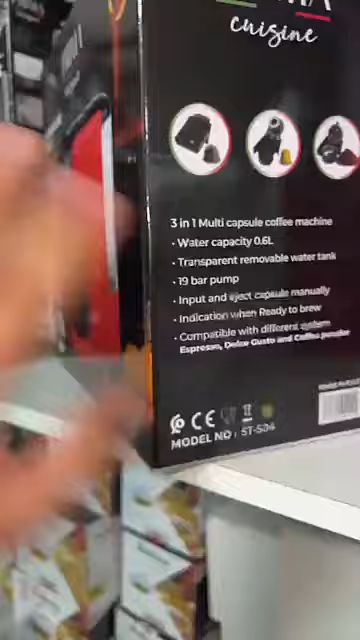 cuisine
3 in 1 Multi capsule coffee machine
• Water capacity 0.6L
• Transparent removable water tank
• 19 bar pump
• Input and eject capsule manually
• Indication when Ready to brew
• Compatible with different system
Espresso, Dolce Gusto and Coffee powder
CE
MODEL NO : ST-504